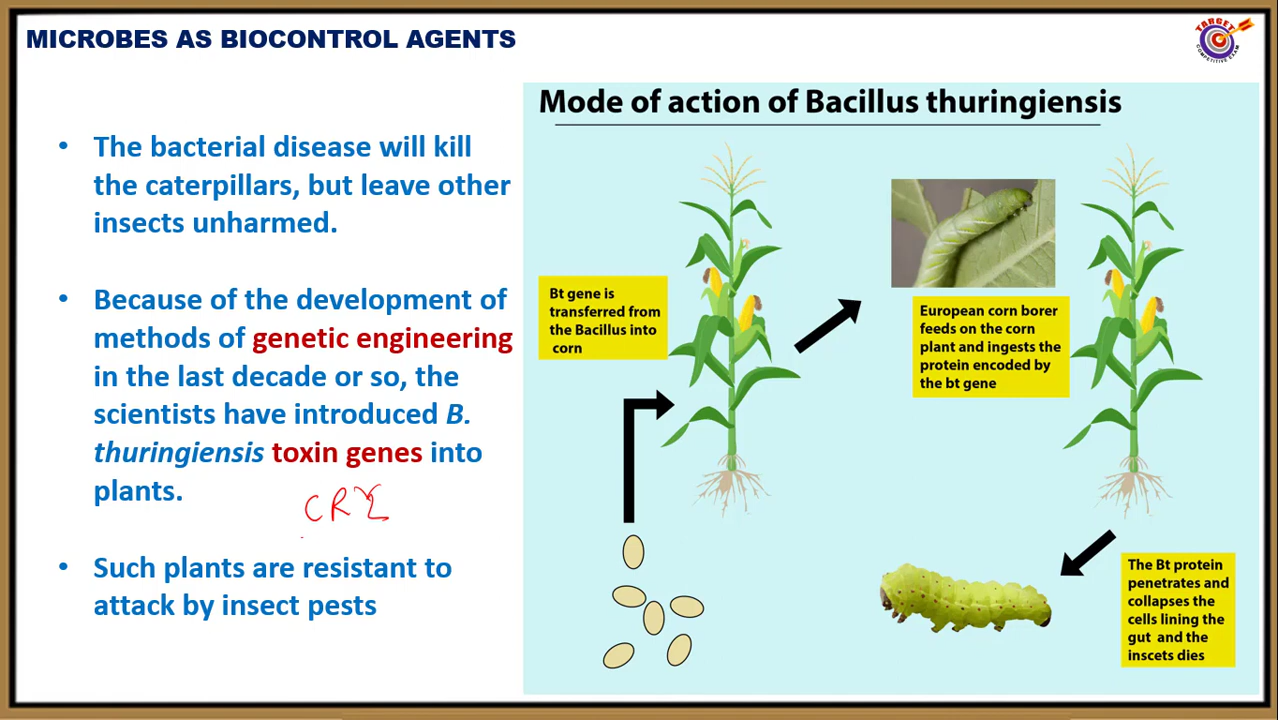 MICROBES AS BIOCONTROL AGENTS
TARGET
COMPETITIVE EXAM
• The bacterial disease will kill
the caterpillars, but leave other
insects unharmed.
• Because of the development of
methods of genetic engineering
in the last decade or so, the
scientists have introduced B.
thuringiensis toxin genes into
plants.
CRY
• Such plants are resistant to
attack by insect pests
Mode of action of Bacillus thuringiensis
Bt gene is
transferred from
the Bacillus into
corn
European corn borer
feeds on the corn
plant and ingests the
protein encoded by
the bt gene
The Bt protein
penetrates and
collapses the
cells lining the
gut and the
inscets dies